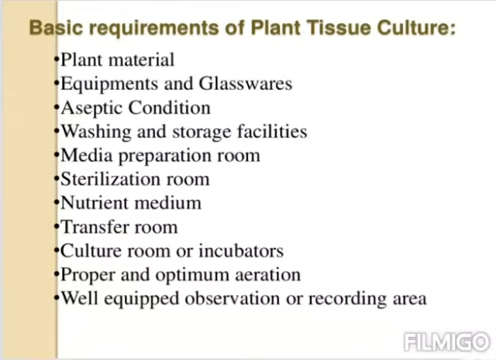 Basic requirements of Plant Tissue Culture:
•Plant material
•Equipments and Glasswares
•Aseptic Condition
•Washing and storage facilities
•Media preparation room
•Sterilization room
•Nutrient medium
•Transfer room
•Culture room or incubators
•Proper and optimum aeration
•Well equipped observation or recording area
FILMIGO